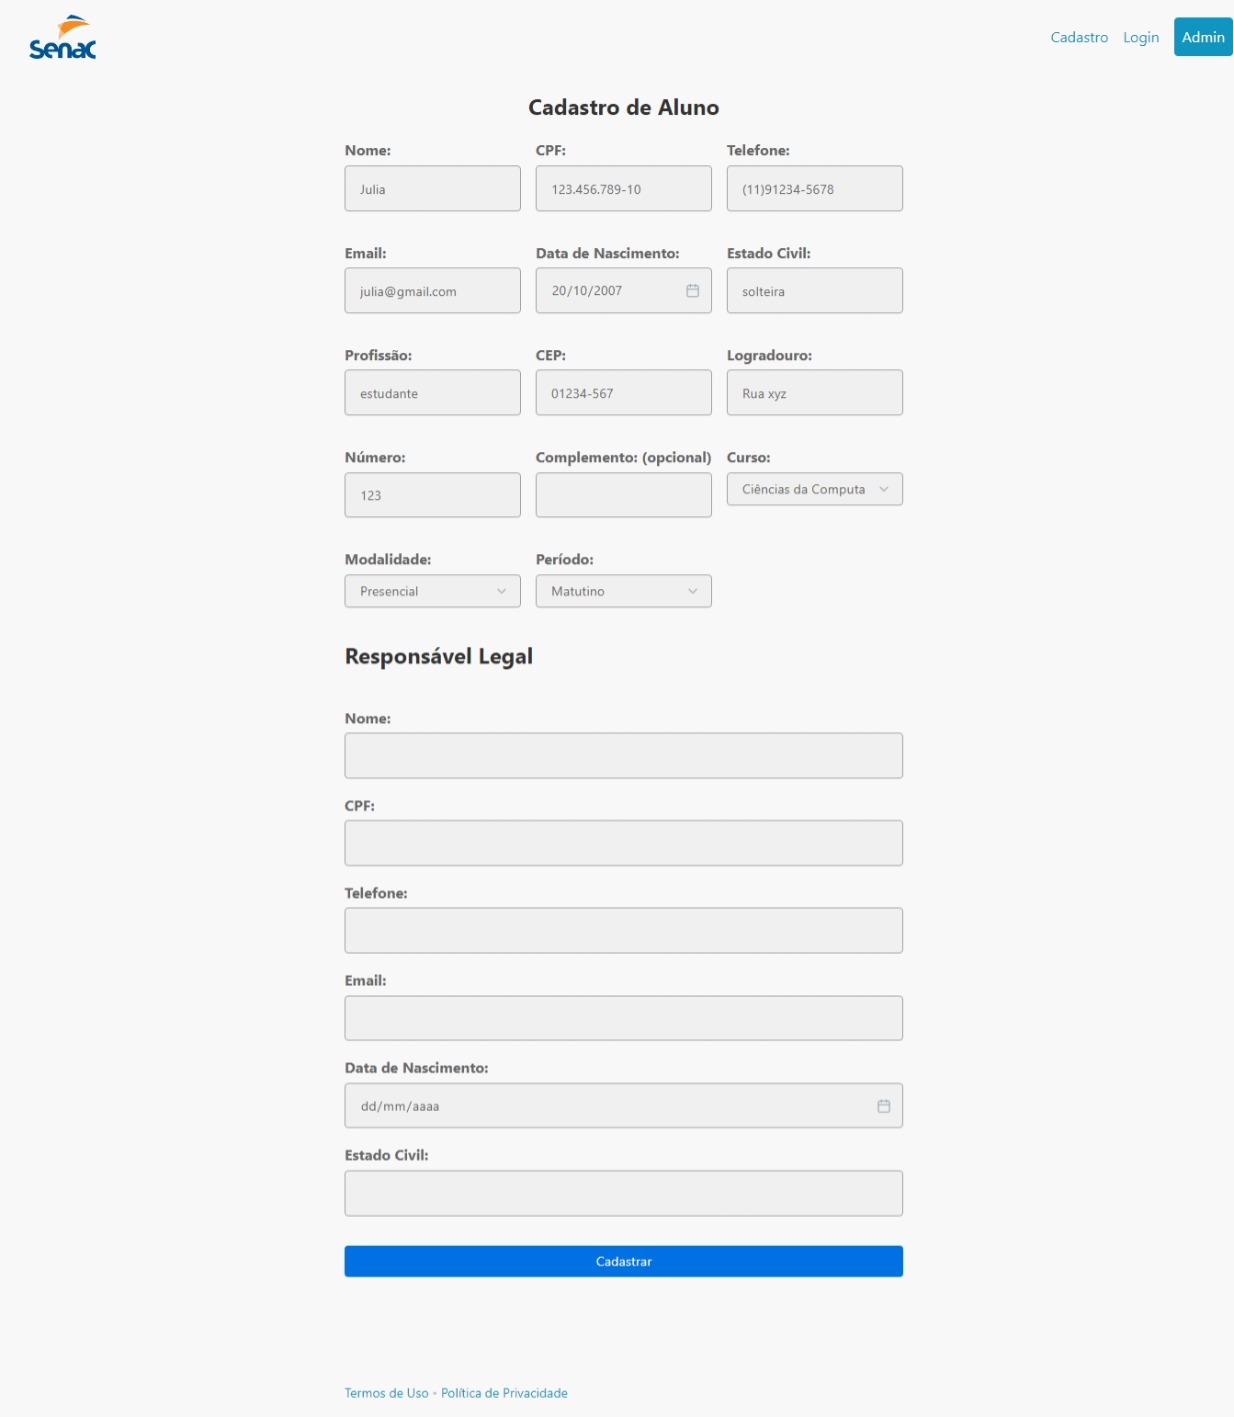 Senac
Cadastro Login Admin
Cadastro de Aluno
Nome: CPF: Telefone:
Julia 123.456.789-10 (11)91234-5678
Email: Data de Nascimento: Estado Civil:
julia@gmail.com 20/10/2007 solteira
Profissão: CEP: Logradouro:
estudante 01234-567 Rua xyz
Número: Complemento: (opcional) Curso:
123 Ciências da Computa
Modalidade: Período:
Presencial Matutino
Responsável Legal
Nome:
CPF:
Telefone:
Email:
Data de Nascimento:
dd/mm/aaaa
Estado Civil:
Cadastrar
Termos de Uso • Política de Privacidade